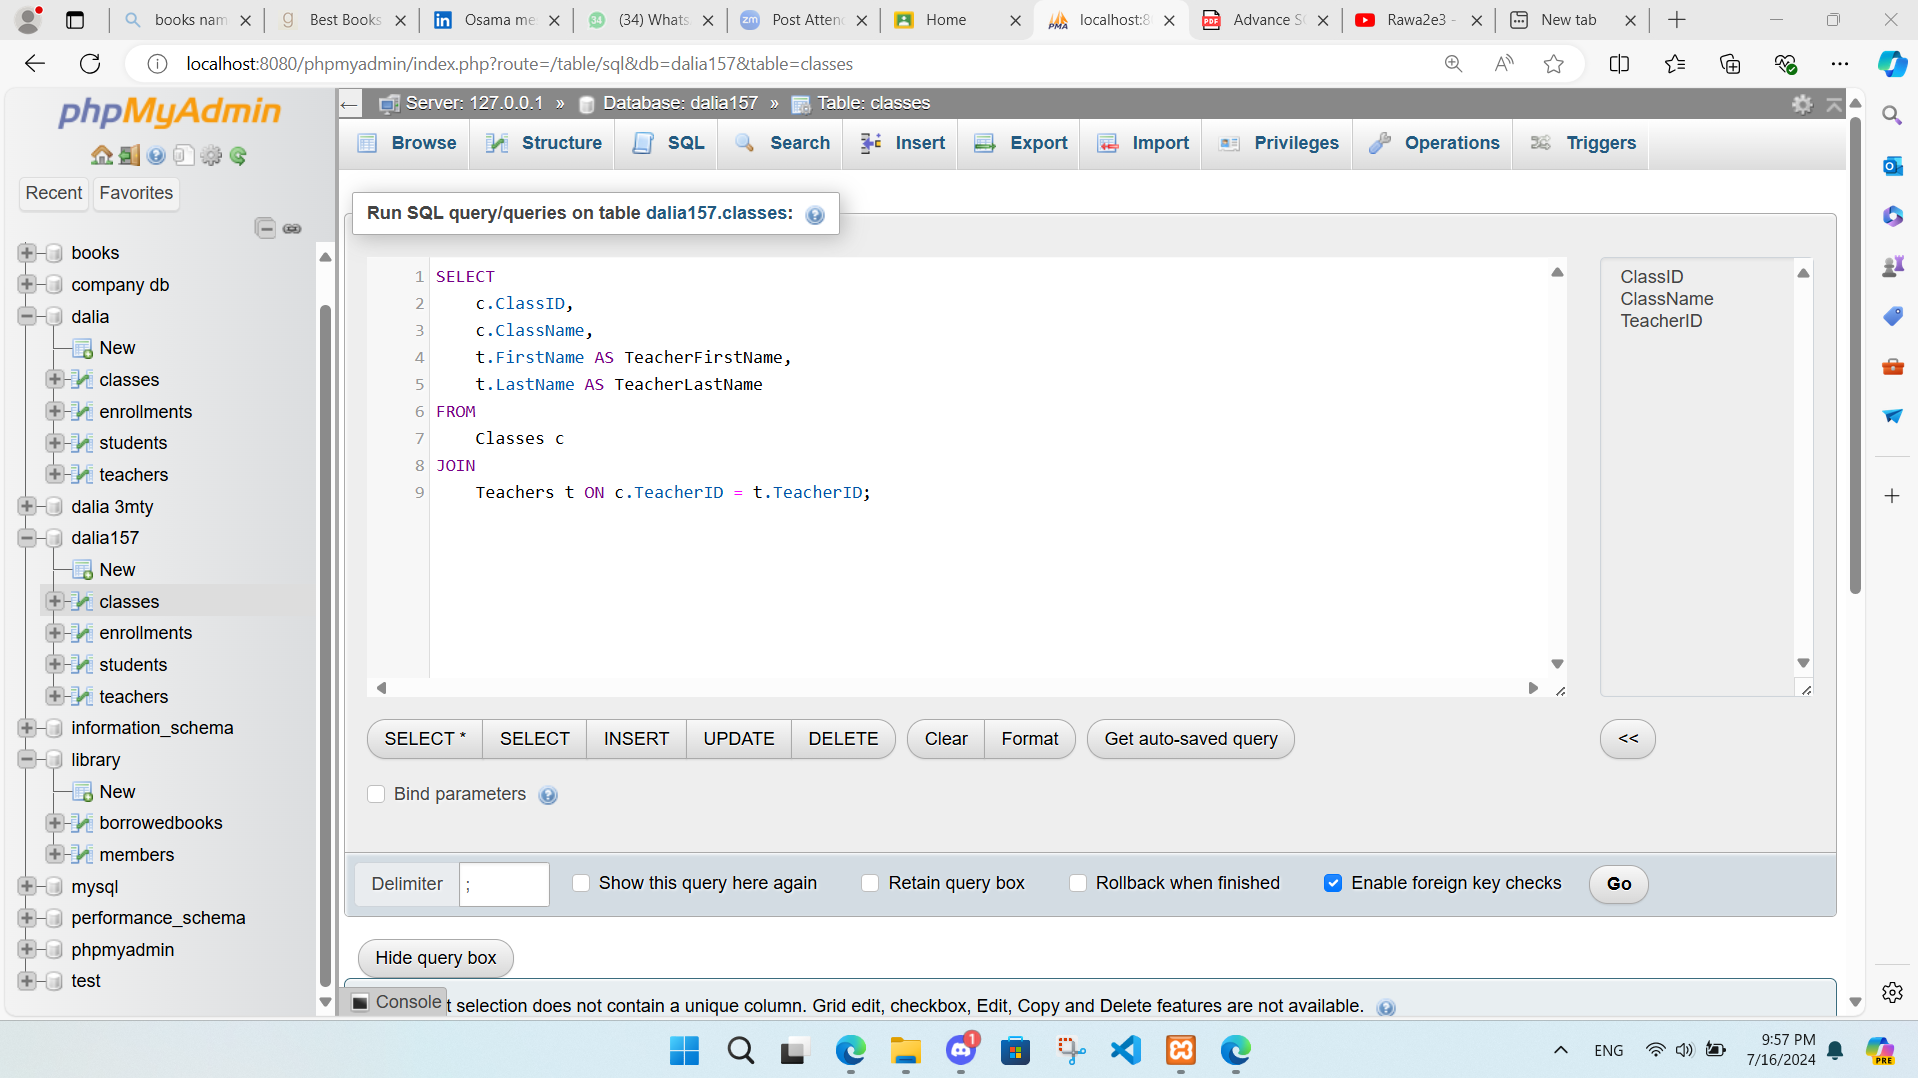 books nam
Best Books
Osama me
(34) Whats
Post Atten
Home
localhost:8
Advance S
Rawa2e3 -
New tab
localhost:8080/phpmyadmin/index.php?route=/table/sql&db=dalia157&table=classes
phpMyAdmin
Recent Favorites
books
company db
dalia
New
classes
enrollments
students
teachers
dalia 3mty
dalia157
New
classes
enrollments
students
teachers
information_schema
library
New
borrowedbooks
members
mysql
performance_schema
phpmyadmin
test
Server: 127.0.0.1 » Database: dalia157 » Table: classes
Browse Structure SQL Search Insert Export Import Privileges Operations Triggers
Run SQL query/queries on table dalia157.classes:
1 SELECT
2 c.ClassID,
3 c.ClassName,
4 t.FirstName AS TeacherFirstName,
5 t.LastName AS TeacherLastName
6 FROM
7 Classes c
8 JOIN
9 Teachers t ON c.TeacherID = t.TeacherID;
ClassID
ClassName
TeacherID
SELECT * SELECT INSERT UPDATE DELETE Clear Format Get auto-saved query <<
Bind parameters
Delimiter ; Show this query here again Retain query box Rollback when finished Enable foreign key checks Go
Hide query box
Console
t selection does not contain a unique column. Grid edit, checkbox, Edit, Copy and Delete features are not available.
ENG
9:57 PM
7/16/2024